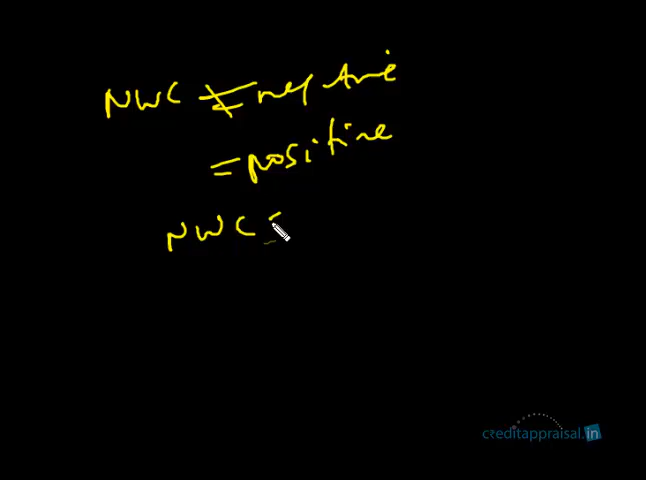 NWC ≠ negative
= positive
NWC =
creditappraisal.in